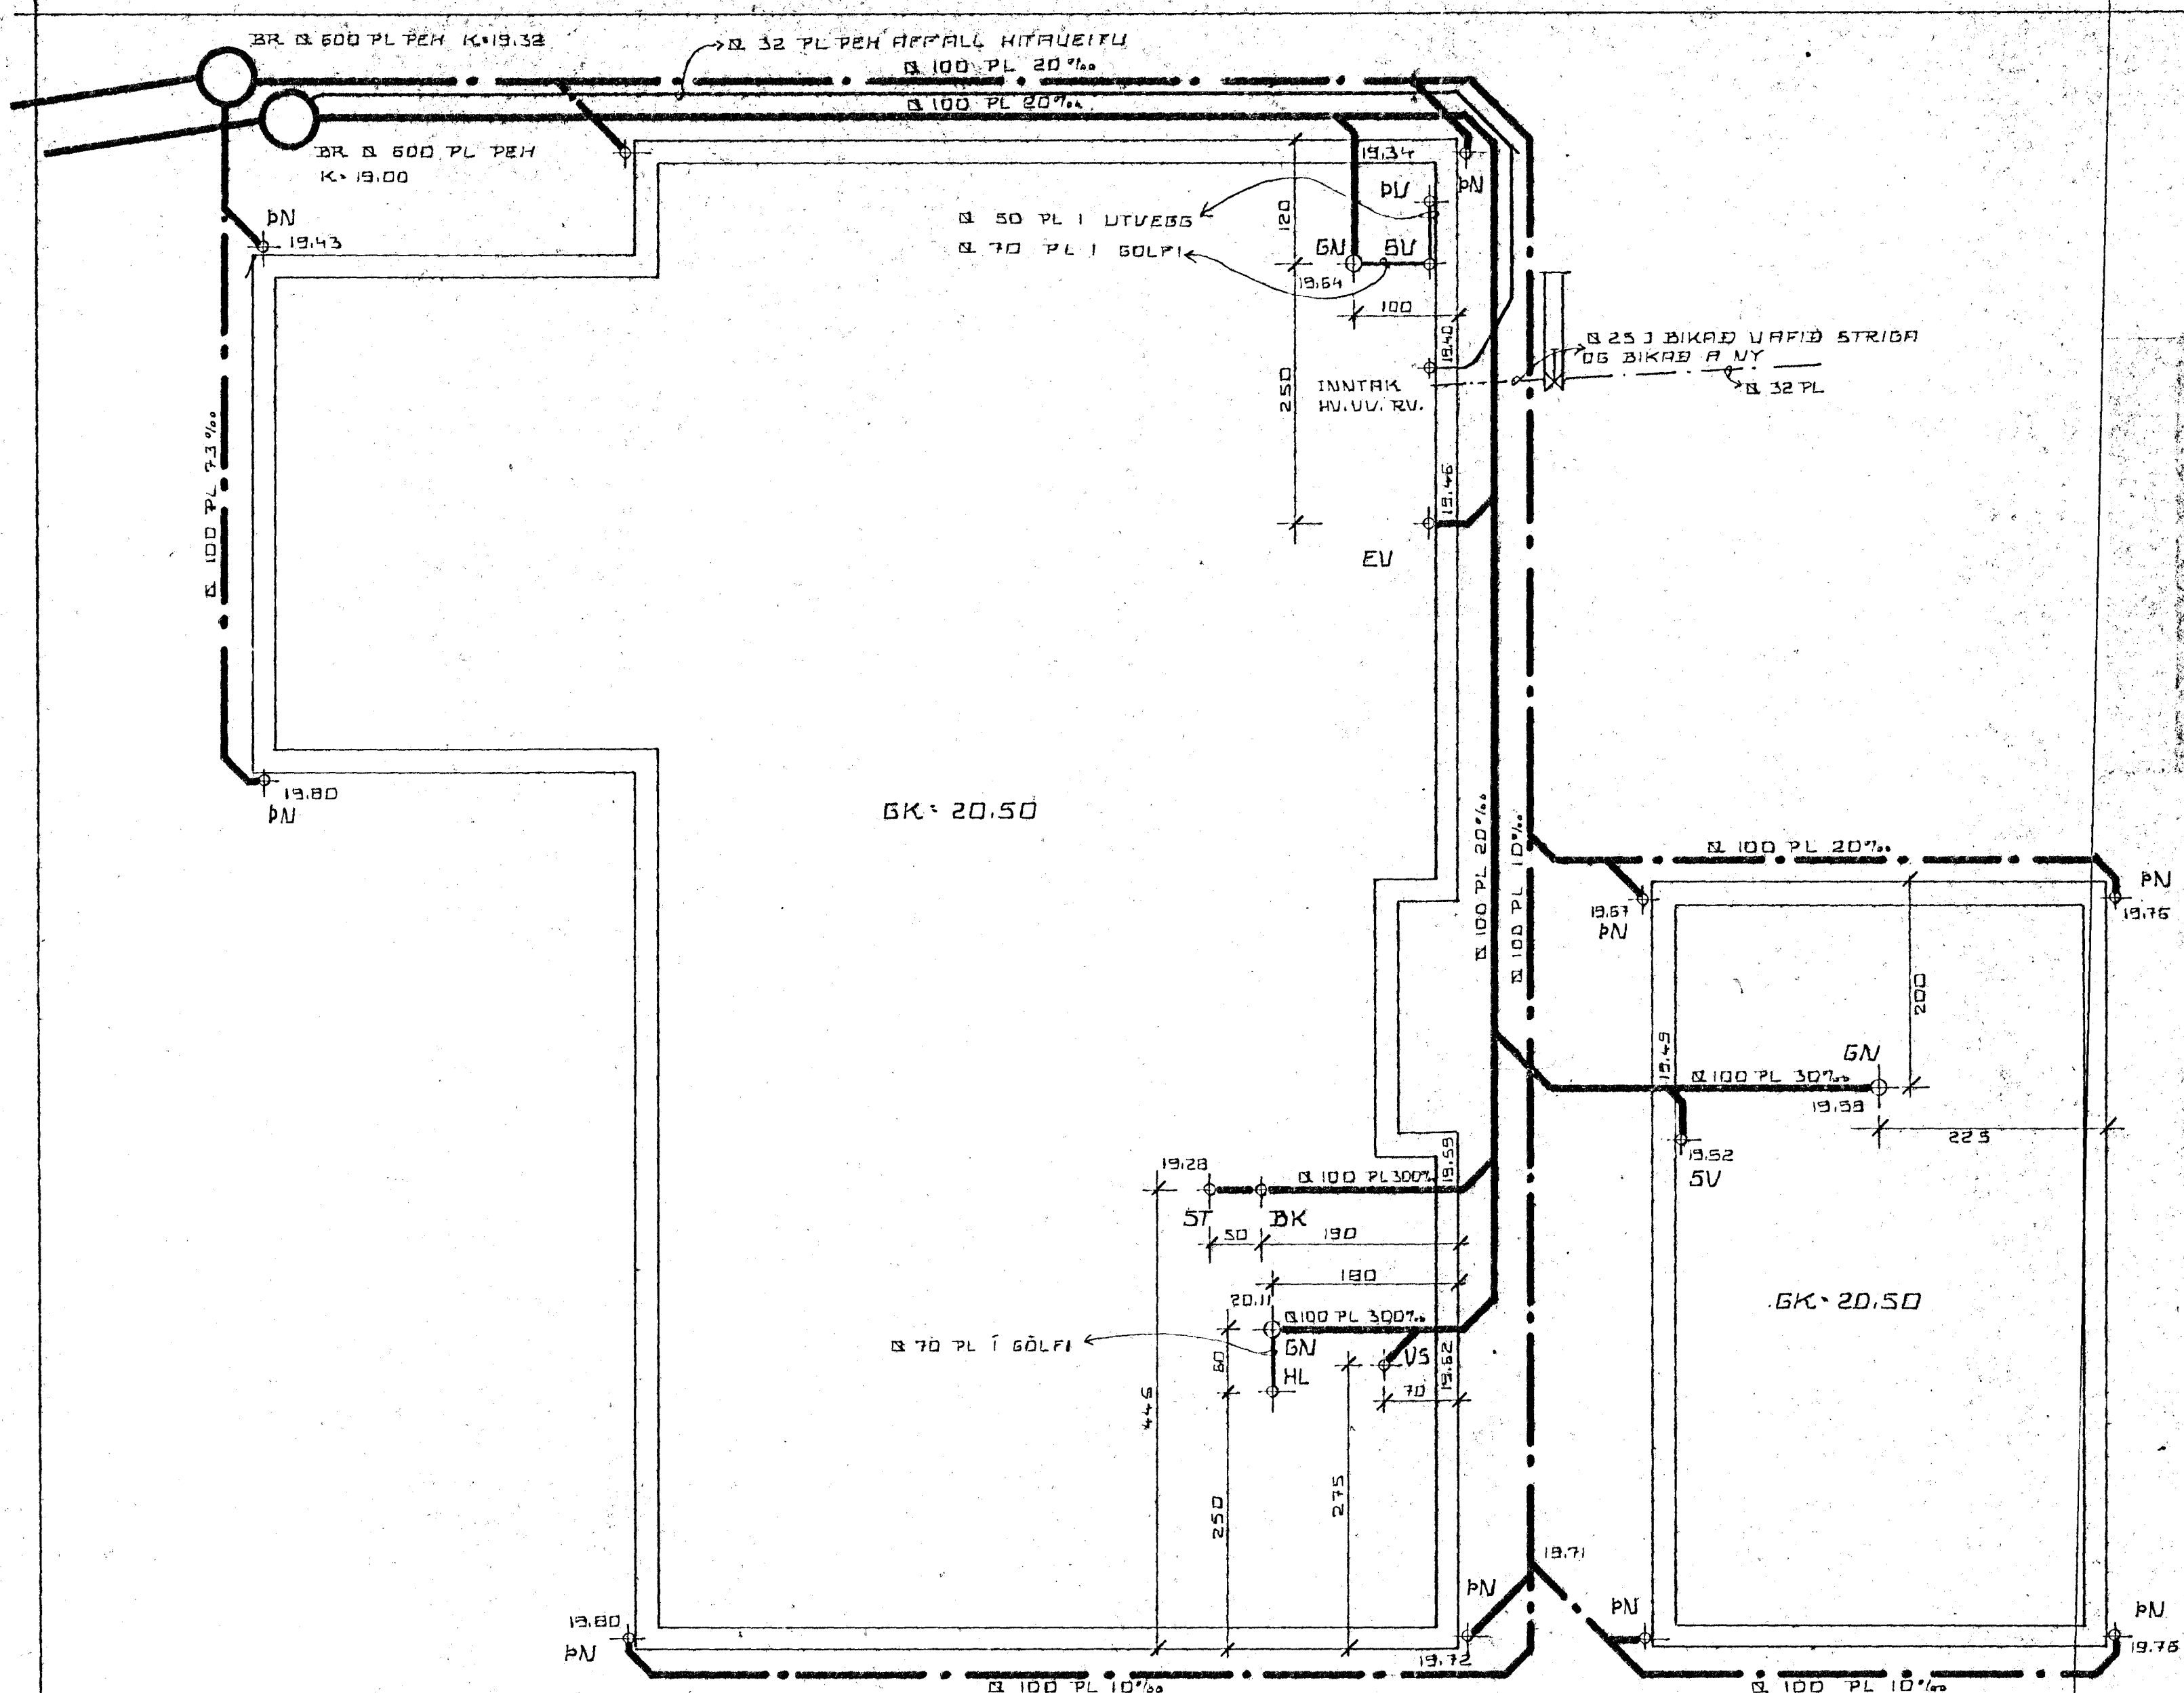 BR ⌀ 600 PL PEH K=19.32
⌀ 32 PL PEH AFFALL HITAVEITU
⌀ 100 PL 20‰
⌀ 100 PL 20‰
BR ⌀ 600 PL PEH
K=19.00
ÞN
19.43
19.34
ÞV
ÞN
⌀ 50 PL I UTVEGG
⌀ 70 PL I GOLFI
120
GN
SV
19.64
100
250
19.40
INNTAK
HV.VV. RV.
⌀ 25 J BIKAÐ VAFIÐ STRIGA
OG BIKAÐ A NY
⌀ 32 PL
⌀ 100 PL 73‰
19.46
EV
19.80
ÞN
GK= 20.50
⌀ 100 PL 20‰
⌀ 100 PL 10‰
⌀ 100 PL 20‰
ÞN
19.76
19.67
ÞN
200
19.49
GN
⌀ 100 PL 30‰
19.59
225
19.52
SV
19.28
⌀ 100 PL 300‰
19.59
ST
BK
50
190
180
20.11
⌀ 100 PL 300‰
GK= 20.50
⌀ 70 PL Í GÓLFI
GN
VS
60
HL
19.62
70
446
250
275
19.71
ÞN
ÞN
ÞN
19.80
ÞN
19.72
19.76
⌀ 100 PL 10‰
⌀ 100 PL 10‰